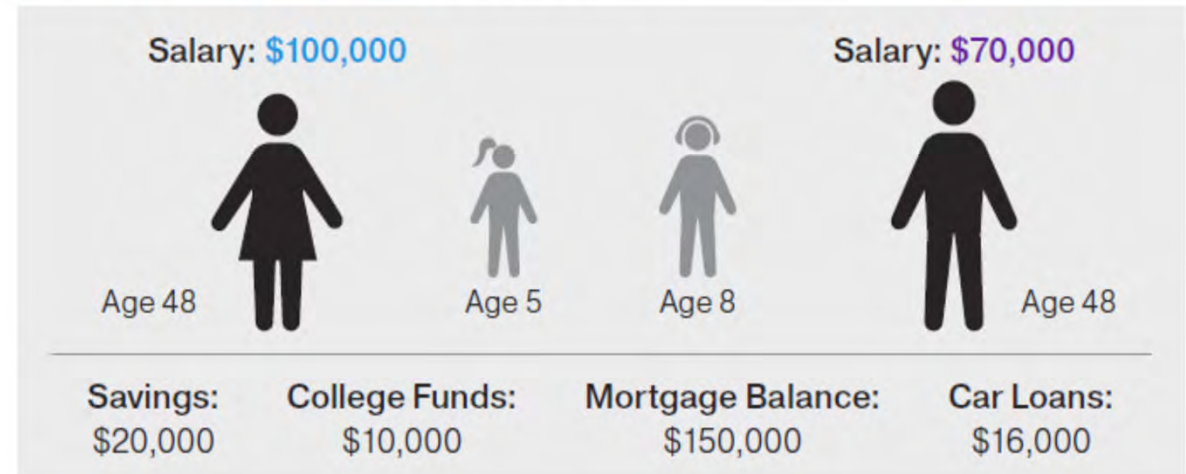 Salary: $100,000
Salary: $70,000
Age 48
Age 5
Age 8
Age 48
Savings:
$20,000
College Funds:
$10,000
Mortgage Balance:
$150,000
Car Loans:
$16,000